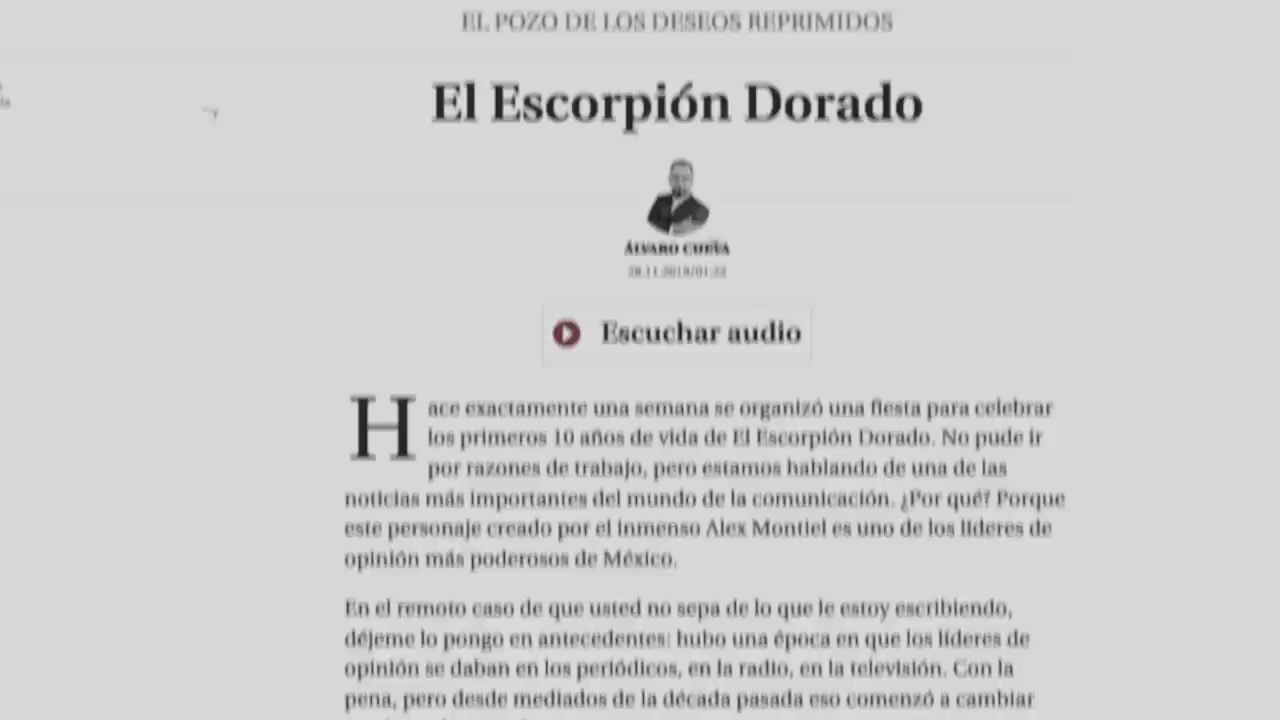 EL POZO DE LOS DESEOS REPRIMIDOS
El Escorpión Dorado
ÁLVARO CUEVA
Escuchar audio
Hace exactamente una semana se organizó una fiesta para celebrar
los primeros 10 años de vida de El Escorpión Dorado. No pude ir
por razones de trabajo, pero estamos hablando de una de las
noticias más importantes del mundo de la comunicación. ¿Por qué? Porque
este personaje creado por el inmenso Alex Montiel es uno de los líderes de
opinión más poderosos de México.
En el remoto caso de que usted no sepa de lo que le estoy escribiendo,
déjeme lo pongo en antecedentes: hubo una época en que los líderes de
opinión se daban en los periódicos, en la radio, en la televisión. Con la
pena, pero desde mediados de la década pasada eso comenzó a cambiar